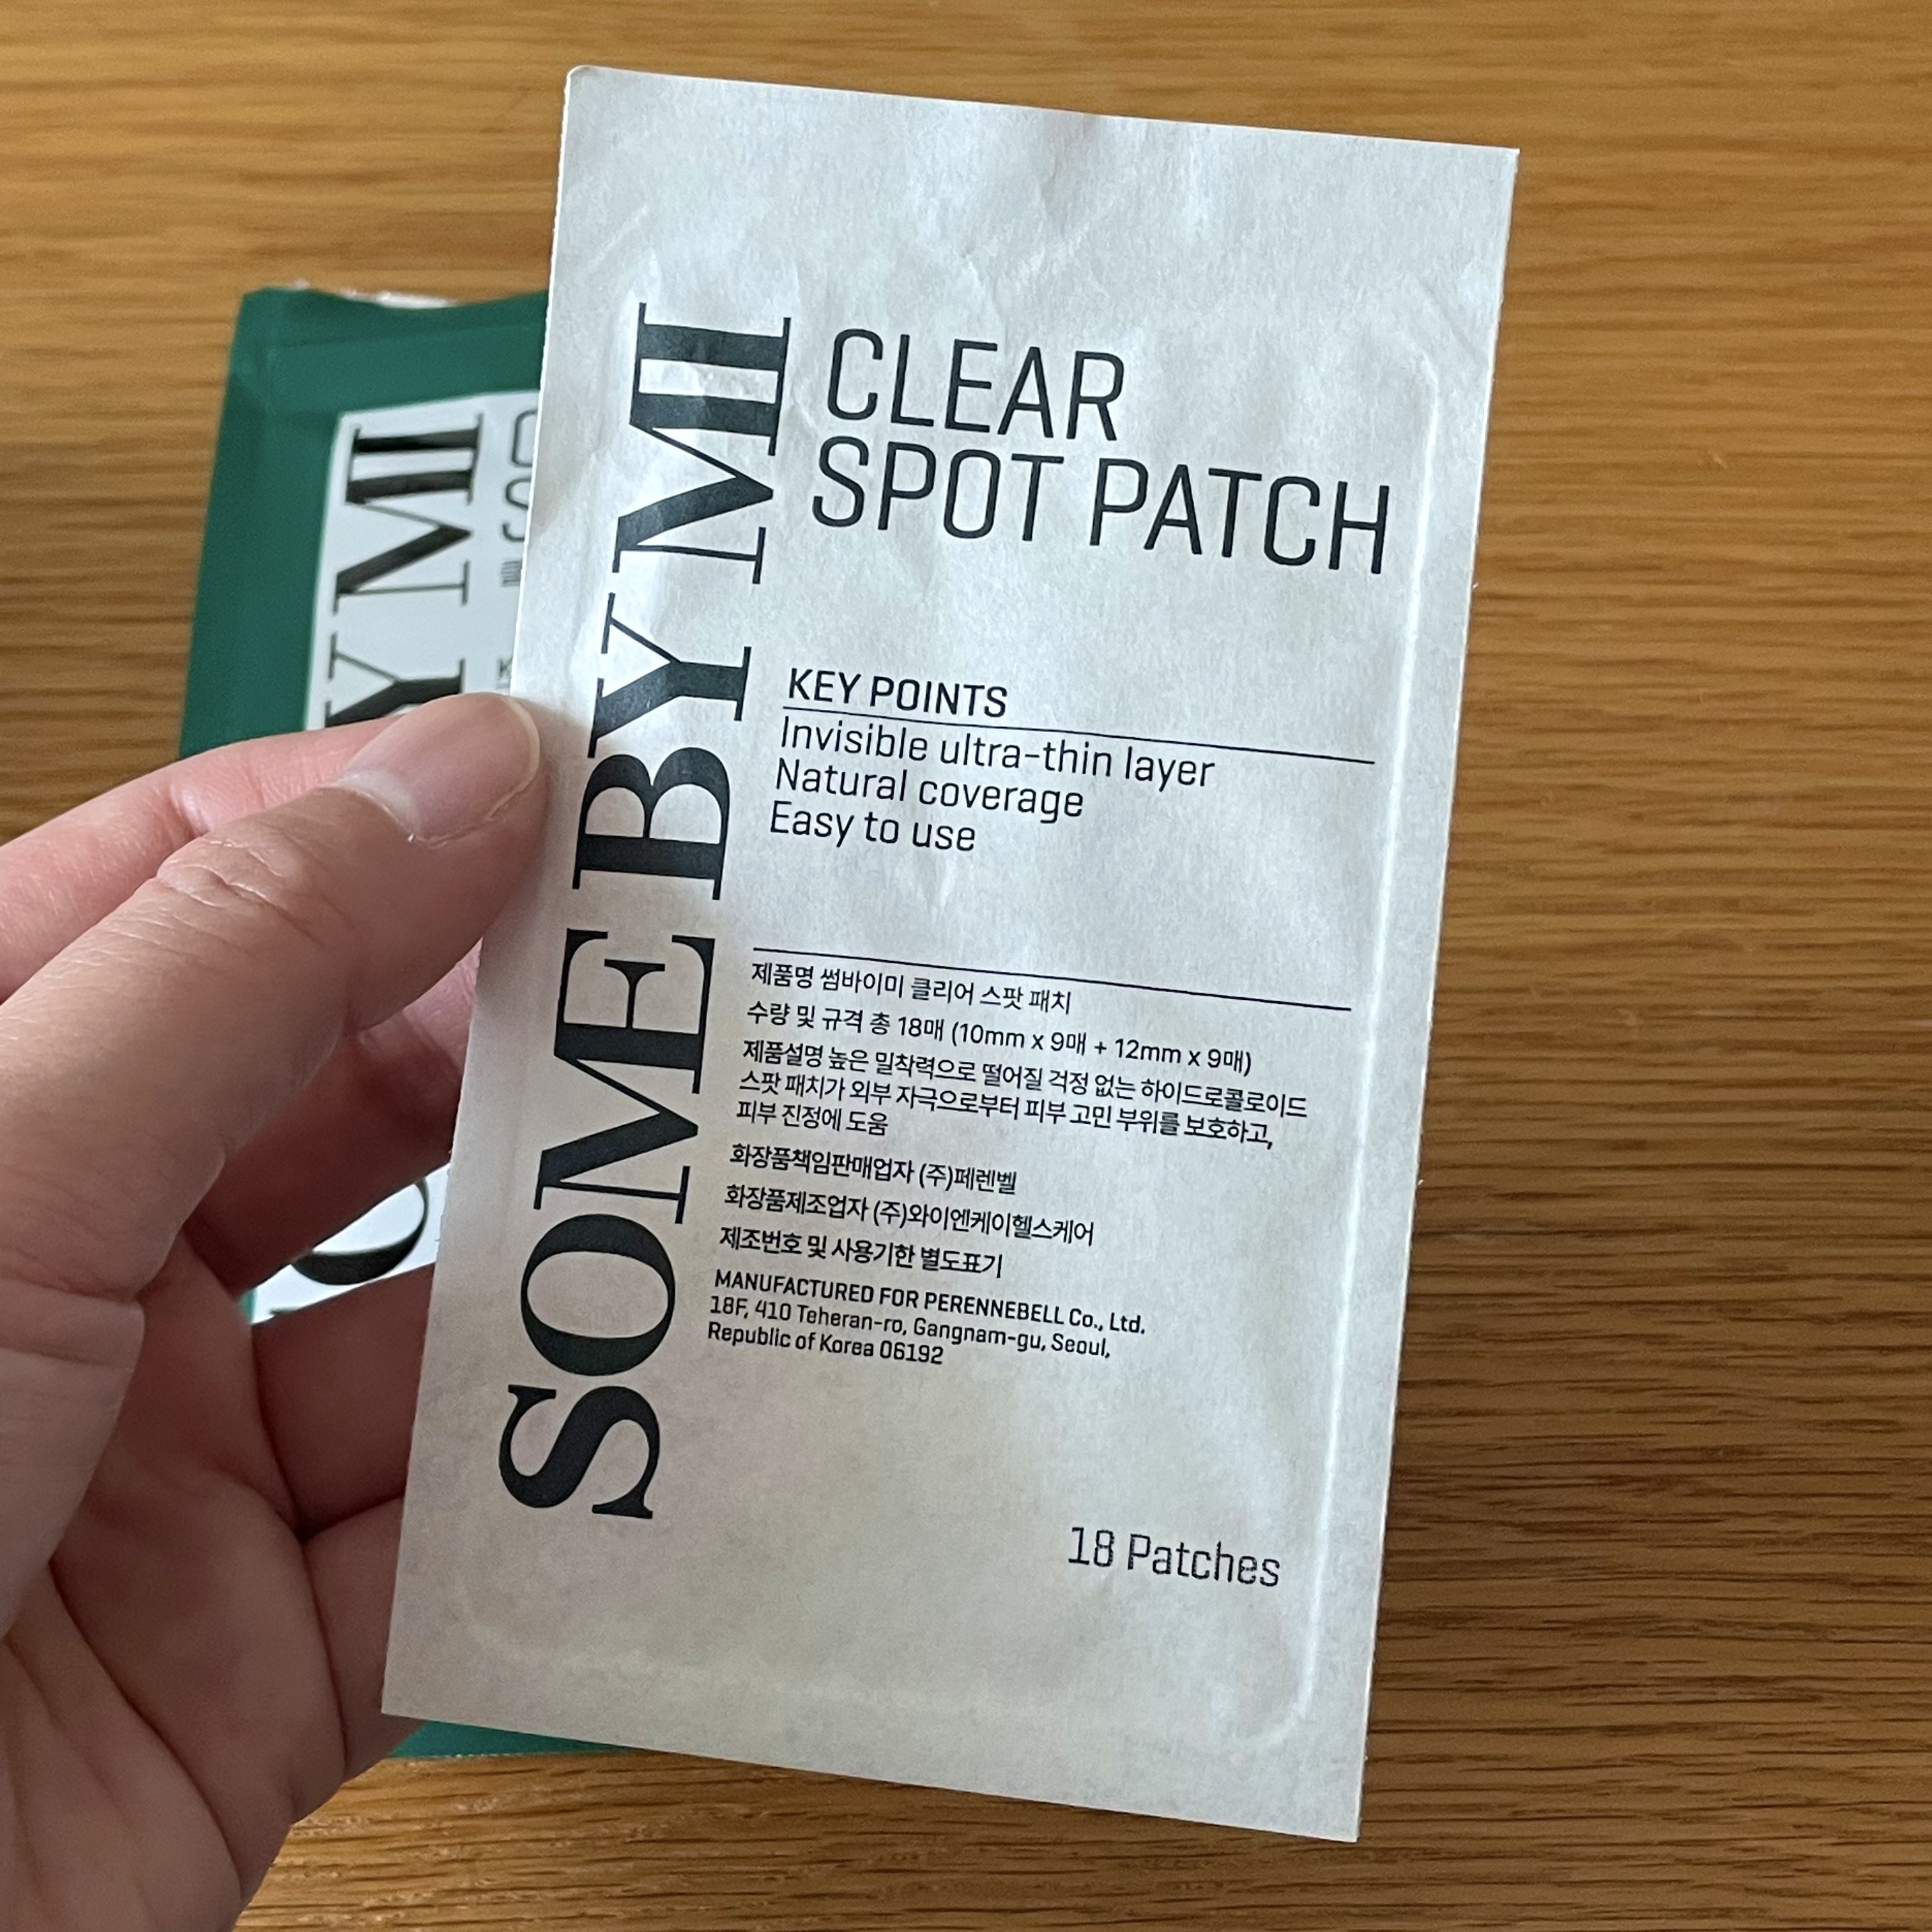 SOME BY MI
CLEAR
SPOT PATCH
KEY POINTS
Invisible ultra-thin layer
Natural coverage
Easy to use
제품명 썸바이미 클리어 스팟 패치
수량 및 규격 총 18매 (10mm x 9매 + 12mm x 9매)
제품설명 높은 밀착력으로 떨어질 걱정 없는 하이드로콜로이드
스팟 패치가 외부 자극으로부터 피부 고민 부위를 보호하고,
피부 진정에 도움
화장품책임판매업자 (주)페렌벨
화장품제조업자 (주)와이엔케이헬스케어
제조번호 및 사용기한 별도표기
MANUFACTURED FOR PERENNEBELL Co., Ltd.
18F, 410 Teheran-ro, Gangnam-gu, Seoul,
Republic of Korea 06192
18 Patches
Y MI